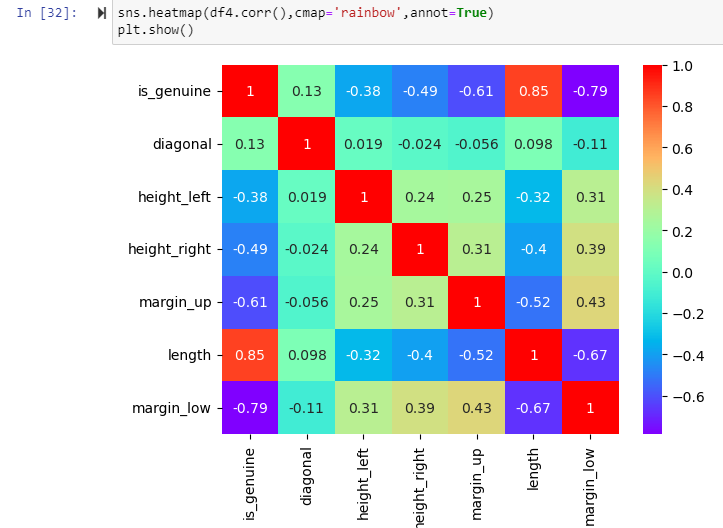 In [32]:
sns.heatmap(df4.corr(),cmap='rainbow',annot=True)
plt.show()
is_genuine 1 0.13 -0.38 -0.49 -0.61 0.85 -0.79
diagonal 0.13 1 0.019 -0.024 -0.056 0.098 -0.11
height_left -0.38 0.019 1 0.24 0.25 -0.32 0.31
height_right -0.49 -0.024 0.24 1 0.31 -0.4 0.39
margin_up -0.61 -0.056 0.25 0.31 1 -0.52 0.43
length 0.85 0.098 -0.32 -0.4 -0.52 1 -0.67
margin_low -0.79 -0.11 0.31 0.39 0.43 -0.67 1
is_genuine
diagonal
height_left
height_right
margin_up
length
margin_low
1.0
0.8
0.6
0.4
0.2
0.0
−0.2
−0.4
−0.6